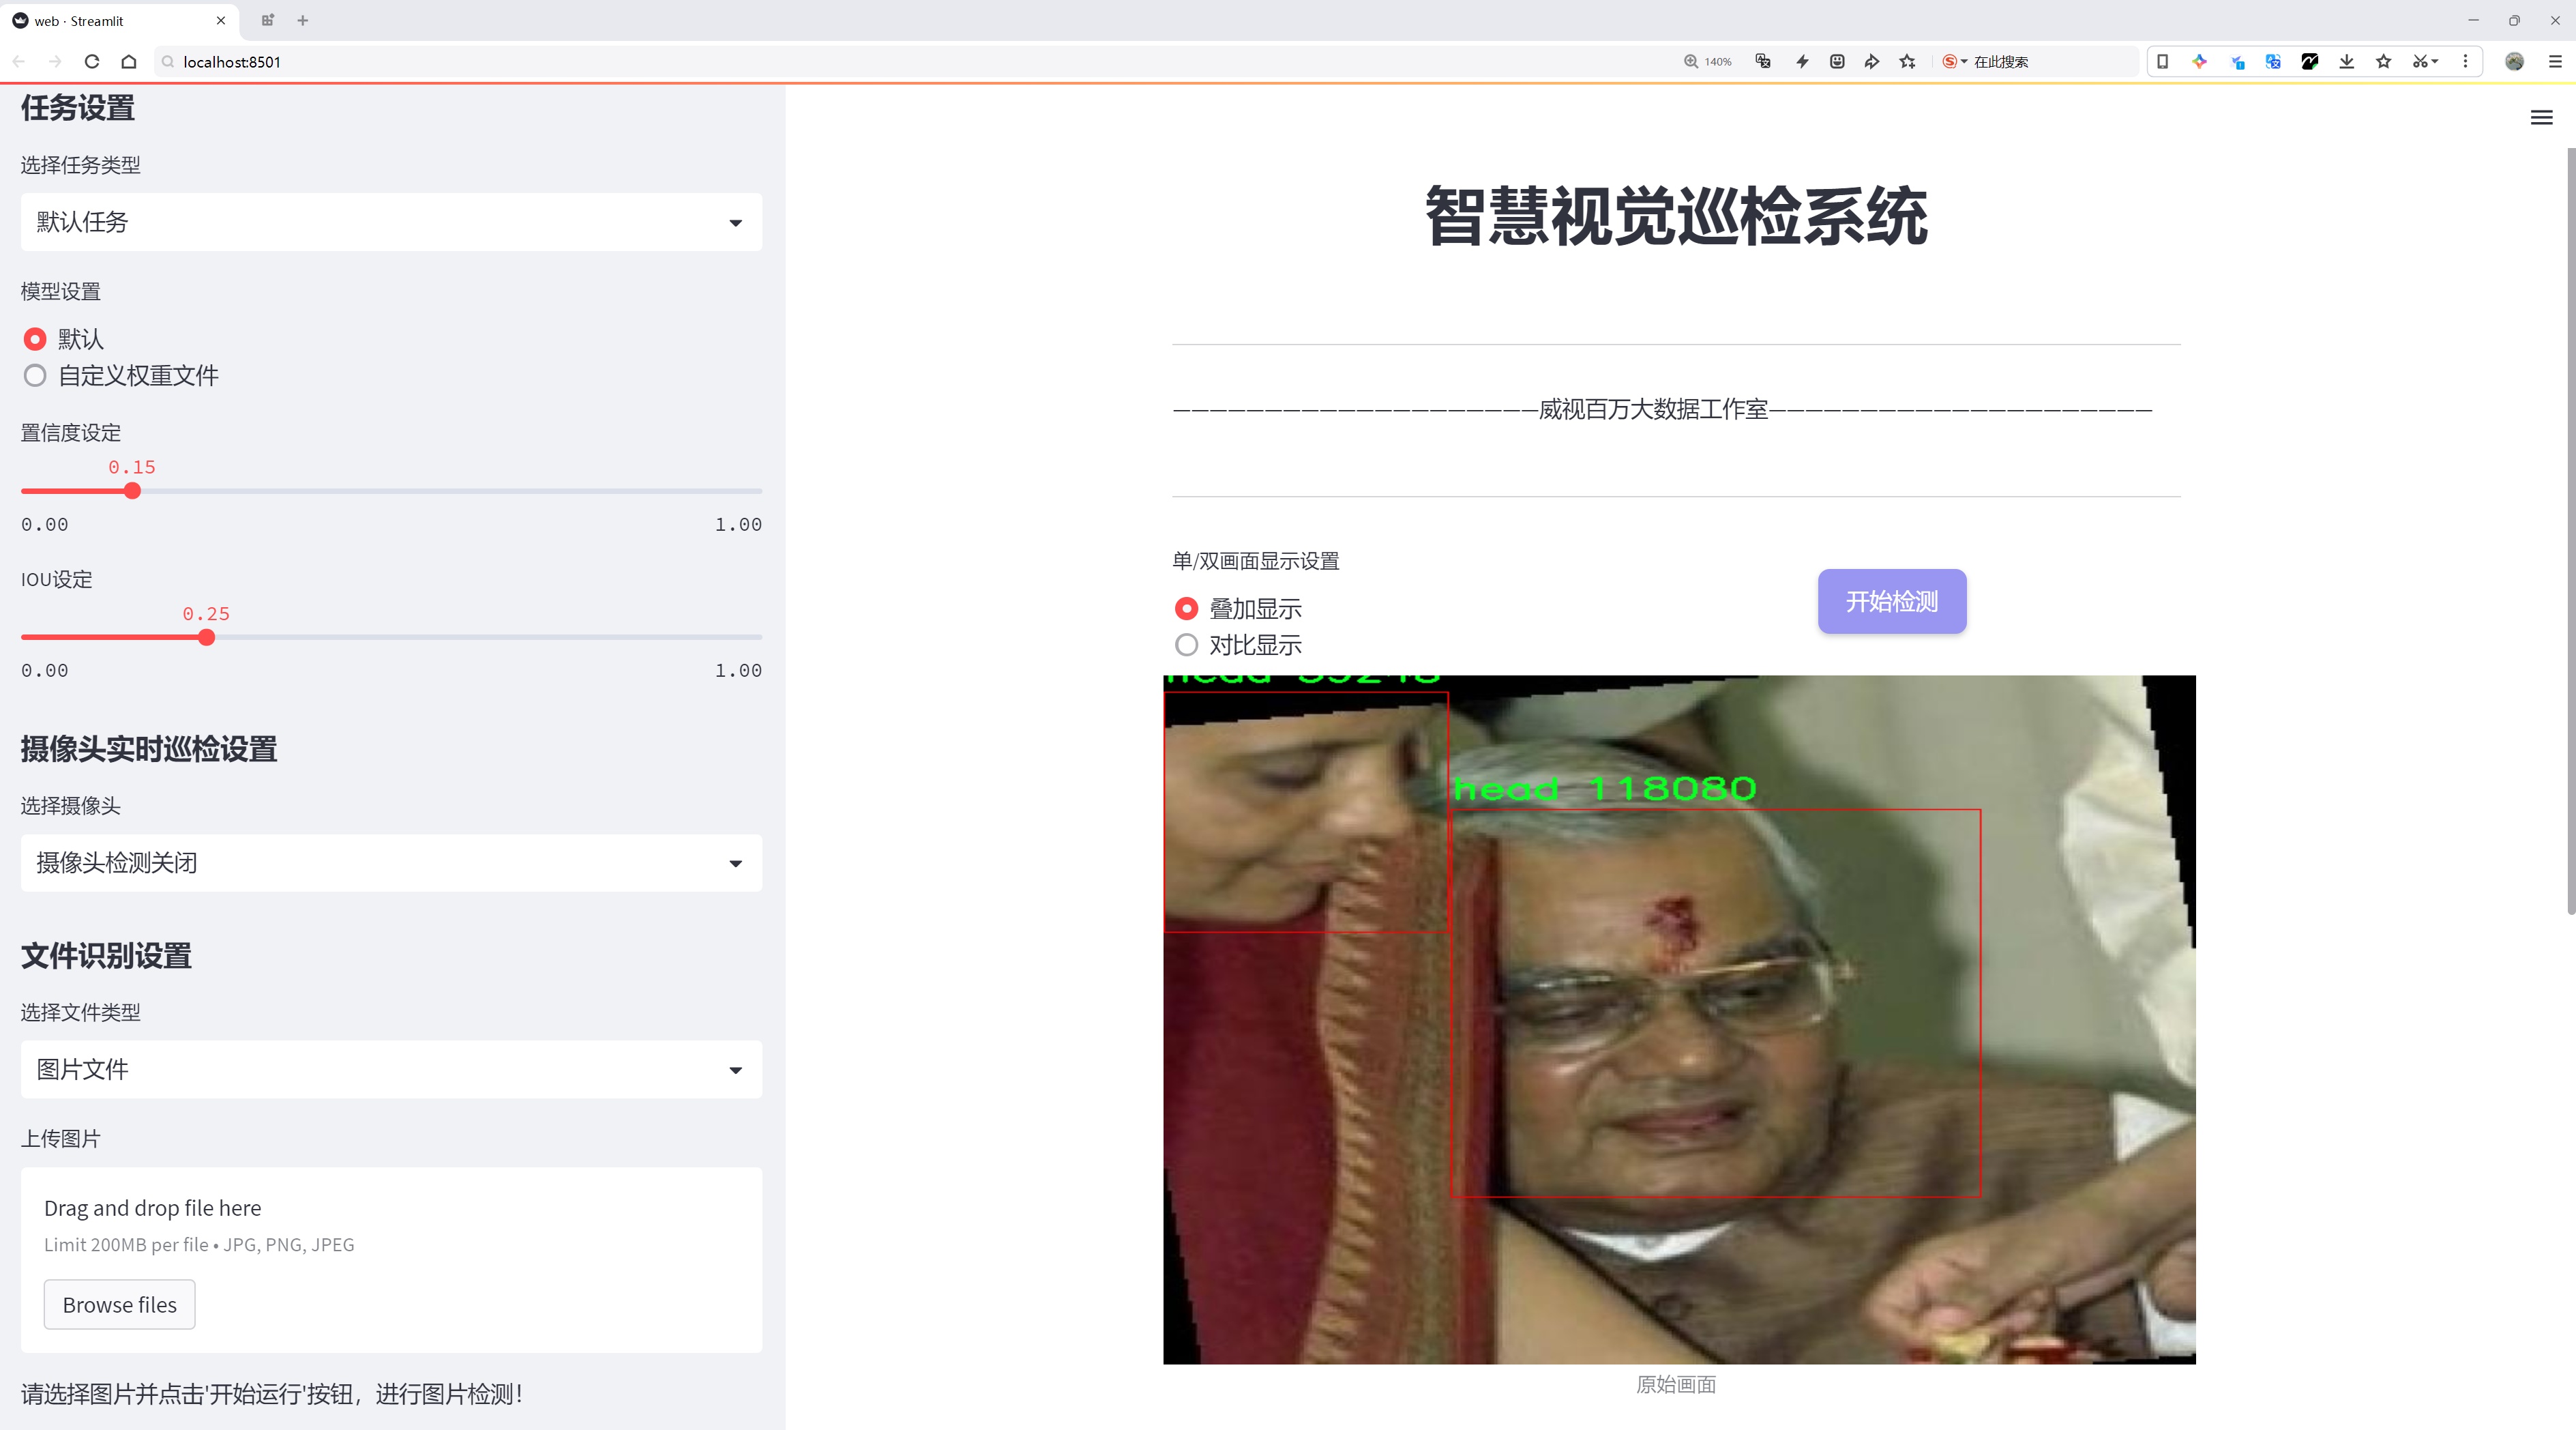 web · Streamlit
localhost:8501
140%
在此搜索
任务设置
选择任务类型
默认任务
模型设置
默认
自定义权重文件
置信度设定
0.15
0.00 1.00
IOU设定
0.25
0.00 1.00
摄像头实时巡检设置
选择摄像头
摄像头检测关闭
文件识别设置
选择文件类型
图片文件
上传图片
Drag and drop file here
Limit 200MB per file • JPG, PNG, JPEG
Browse files
请选择图片并点击'开始运行'按钮，进行图片检测！
智慧视觉巡检系统
—————————————————————威视百万大数据工作室—————————————————————
单/双画面显示设置
叠加显示
对比显示
开始检测
head
head 118080
原始画面